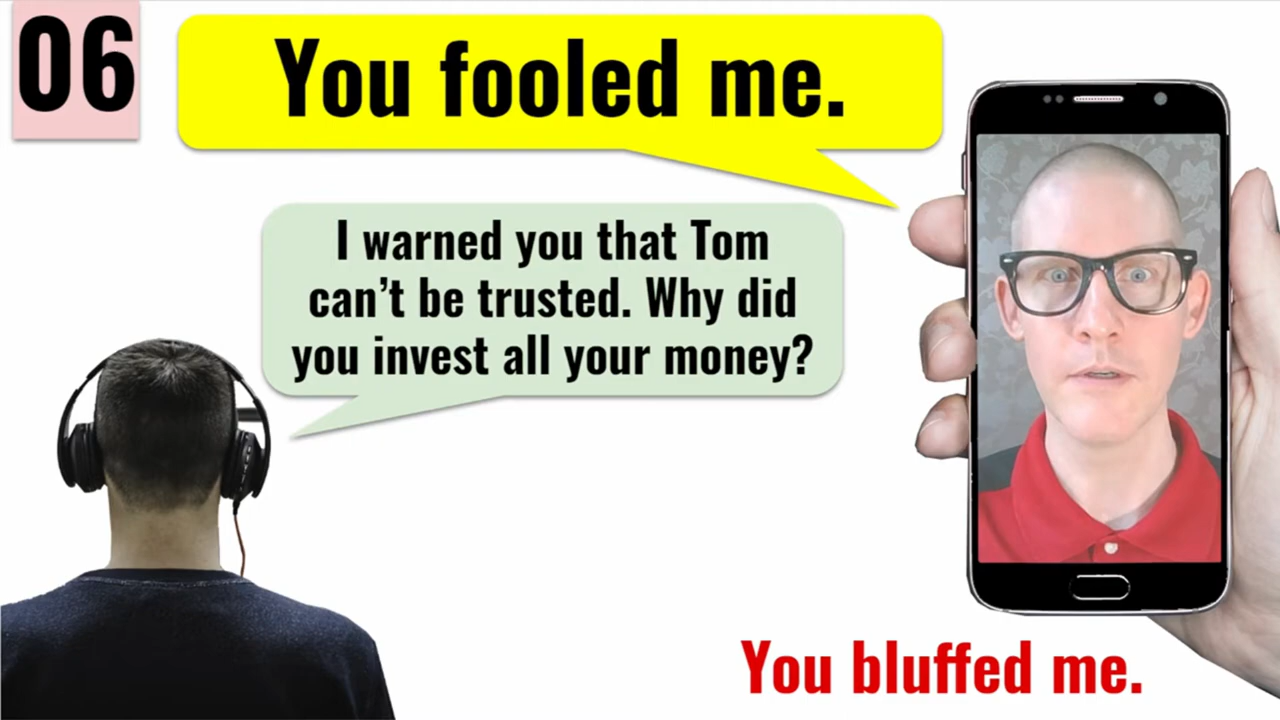 06
You fooled me.
I warned you that Tom
can’t be trusted. Why did
you invest all your money?
You bluffed me.